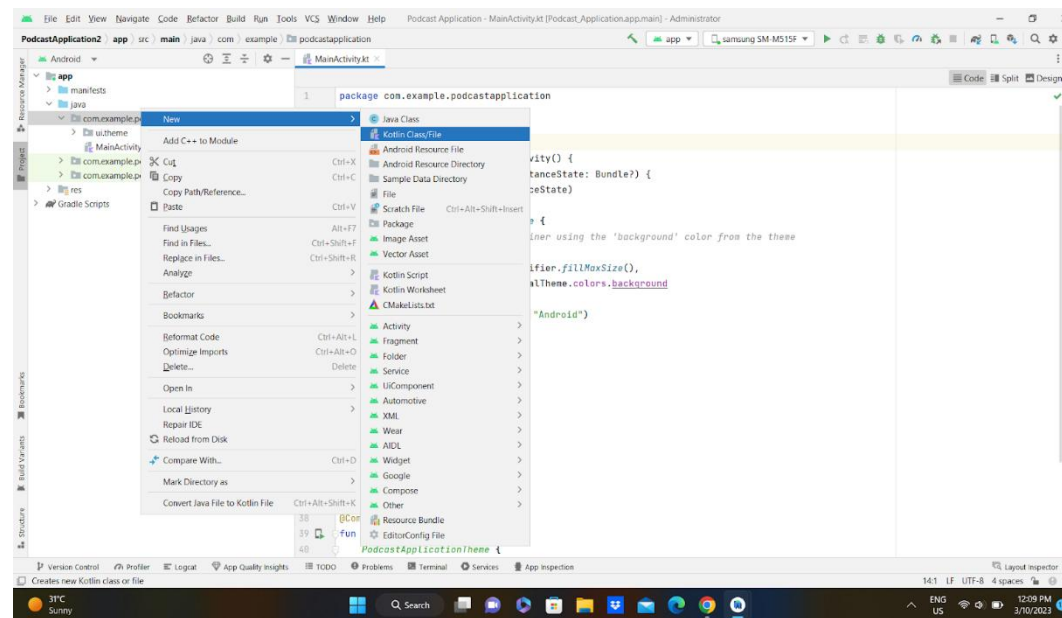 File Edit View Navigate Code Refactor Build Run Tools VCS Window Help Podcast Application - MainActivity.kt [Podcast_Application.app.main] - Administrator
PodcastApplication2 app src main java com example podcastapplication
app samsung SM-M515F
Android
MainActivity.kt
Code Split Design
Resource Manager
Project
Bookmarks
Build Variants
Structure
app
manifests
java
com.example.po
ui.theme
MainActivity
com.example.po
com.example.po
res
Gradle Scripts
New
Add C++ to Module
Cut Ctrl+X
Copy Ctrl+C
Copy Path/Reference...
Paste Ctrl+V
Find Usages Alt+F7
Find in Files... Ctrl+Shift+F
Replace in Files... Ctrl+Shift+R
Analyze
Refactor
Bookmarks
Reformat Code Ctrl+Alt+L
Optimize Imports Ctrl+Alt+O
Delete... Delete
Open In
Local History
Repair IDE
Reload from Disk
Compare With... Ctrl+D
Mark Directory as
Convert Java File to Kotlin File Ctrl+Alt+Shift+K
Java Class
Kotlin Class/File
Android Resource File
Android Resource Directory
Sample Data Directory
File
Scratch File Ctrl+Alt+Shift+Insert
Package
Image Asset
Vector Asset
Kotlin Script
Kotlin Worksheet
CMakeLists.txt
Activity
Fragment
Folder
Service
UiComponent
Automotive
XML
Wear
AIDL
Widget
Google
Compose
Other
Resource Bundle
EditorConfig File
1 package com.example.podcastapplication
vity() {
tanceState: Bundle?) {
ceState)
e {
iner using the 'background' color from the theme
ifier.fillMaxSize(),
alTheme.colors.background
"Android")
38 @Com
39 fun
40 PodcastApplicationTheme {
Version Control Profiler Logcat App Quality Insights TODO Problems Terminal Services App Inspection Layout Inspector
Creates new Kotlin class or file 14:1 LF UTF-8 4 spaces
31°C
Sunny
Search
ENG
US
12:09 PM
3/10/2023